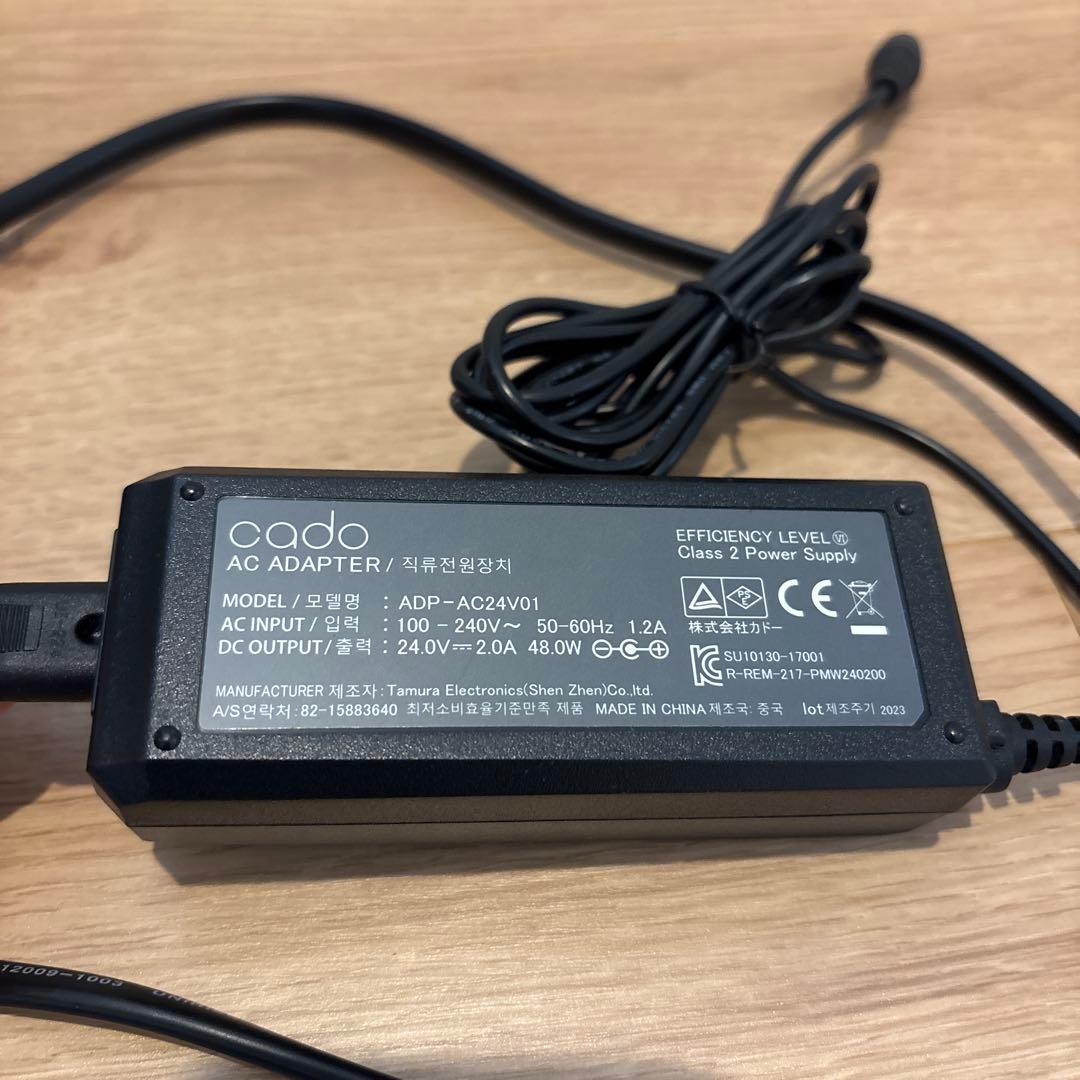 cado
AC ADAPTER / 직류전원장치
EFFICIENCY LEVEL Ⅵ
Class 2 Power Supply
MODEL / 모델명 : ADP-AC24V01
AC INPUT / 입력 : 100 - 240V～ 50-60Hz 1.2A
DC OUTPUT / 출력 : 24.0V⎓2.0A 48.0W
PSE
CE
株式会社カドー
SU10130-17001
R-REM-217-PMW240200
MANUFACTURER 제조자 : Tamura Electronics(Shen Zhen)Co.,ltd.
A/S연락처 : 82-15883640 최저소비효율기준만족 제품 MADE IN CHINA 제조국: 중국 lot 제조주기 2023
12009-1003